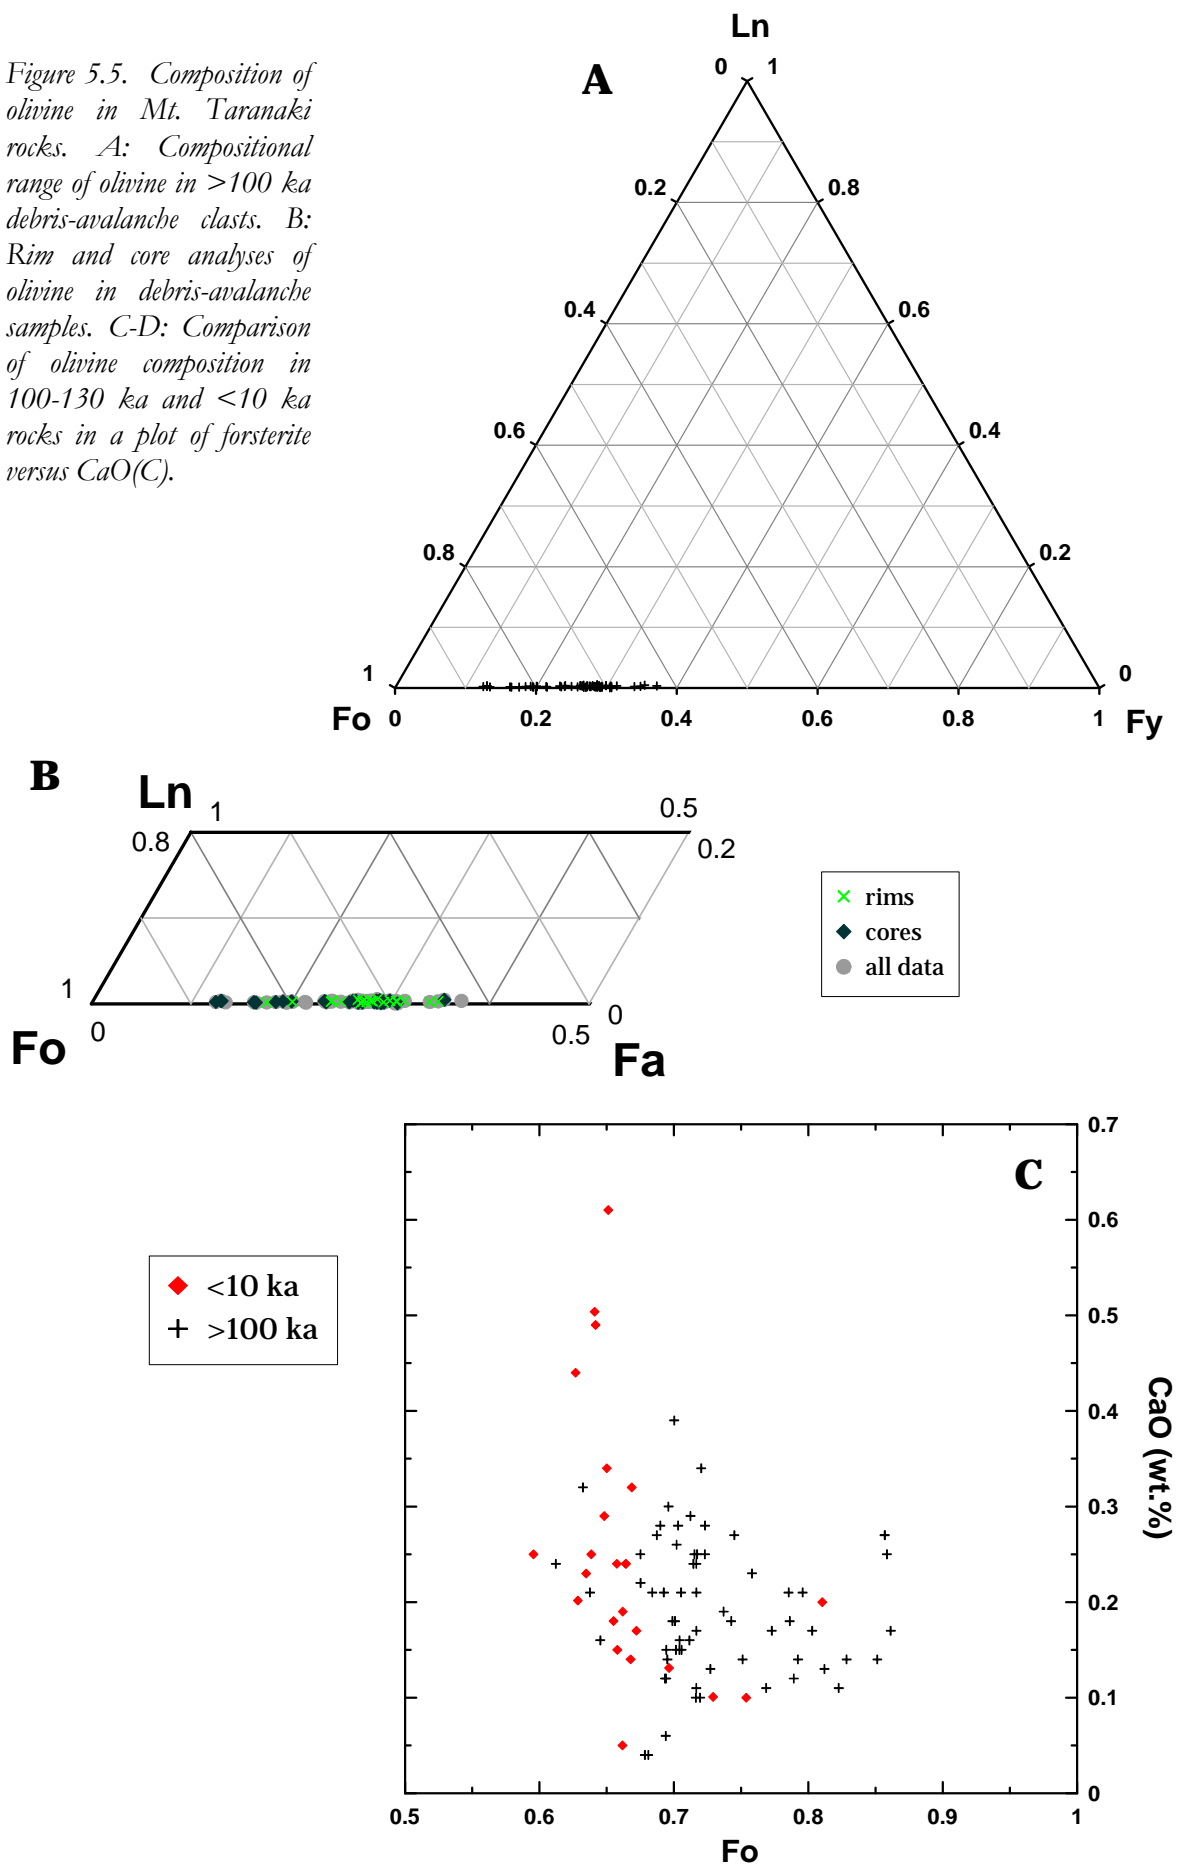 Figure 5.5. Composition of
olivine in Mt. Taranaki
rocks. A: Compositional
range of olivine in >100 ka
debris-avalanche clasts. B:
Rim and core analyses of
olivine in debris-avalanche
samples. C-D: Comparison
of olivine composition in
100-130 ka and <10 ka
rocks in a plot of forsterite
versus CaO(C).
Ln
A
0 1
0.2 0.8
0.4 0.6
0.6 0.4
0.8 0.2
1 0
Fo 0 0.2 0.4 0.6 0.8 1 Fy
B
Ln 1 0.5
0.8 0.2
1 0
Fo 0 0.5 Fa
rims
cores
all data
C
<10 ka
>100 ka
0.7
0.6
0.5
0.4
0.3
0.2
0.1
0
CaO (wt.%)
0.5 0.6 0.7 0.8 0.9 1
Fo